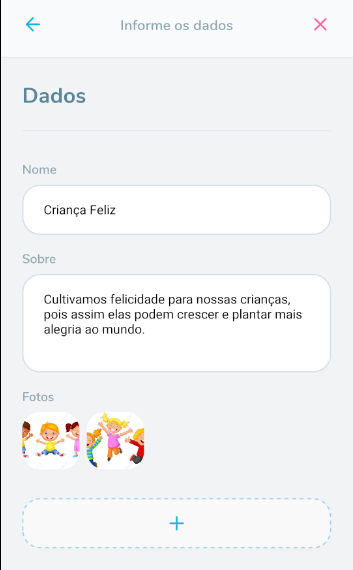 Informe os dados
Dados
Nome
Criança Feliz
Sobre
Cultivamos felicidade para nossas crianças,
pois assim elas podem crescer e plantar mais
alegria ao mundo.
Fotos